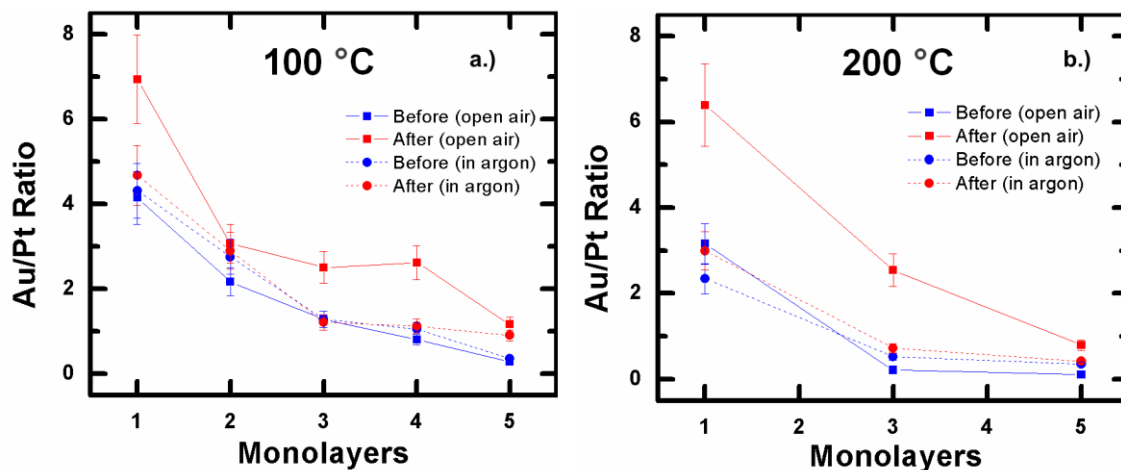 100 °C
a.)
Before (open air)
After (open air)
Before (in argon)
After (in argon)
Au/Pt Ratio
8
6
4
2
0
1 2 3 4 5
Monolayers
200 °C
b.)
Before (open air)
After (open air)
Before (in argon)
After (in argon)
Au/Pt Ratio
8
6
4
2
0
1 2 3 4 5
Monolayers